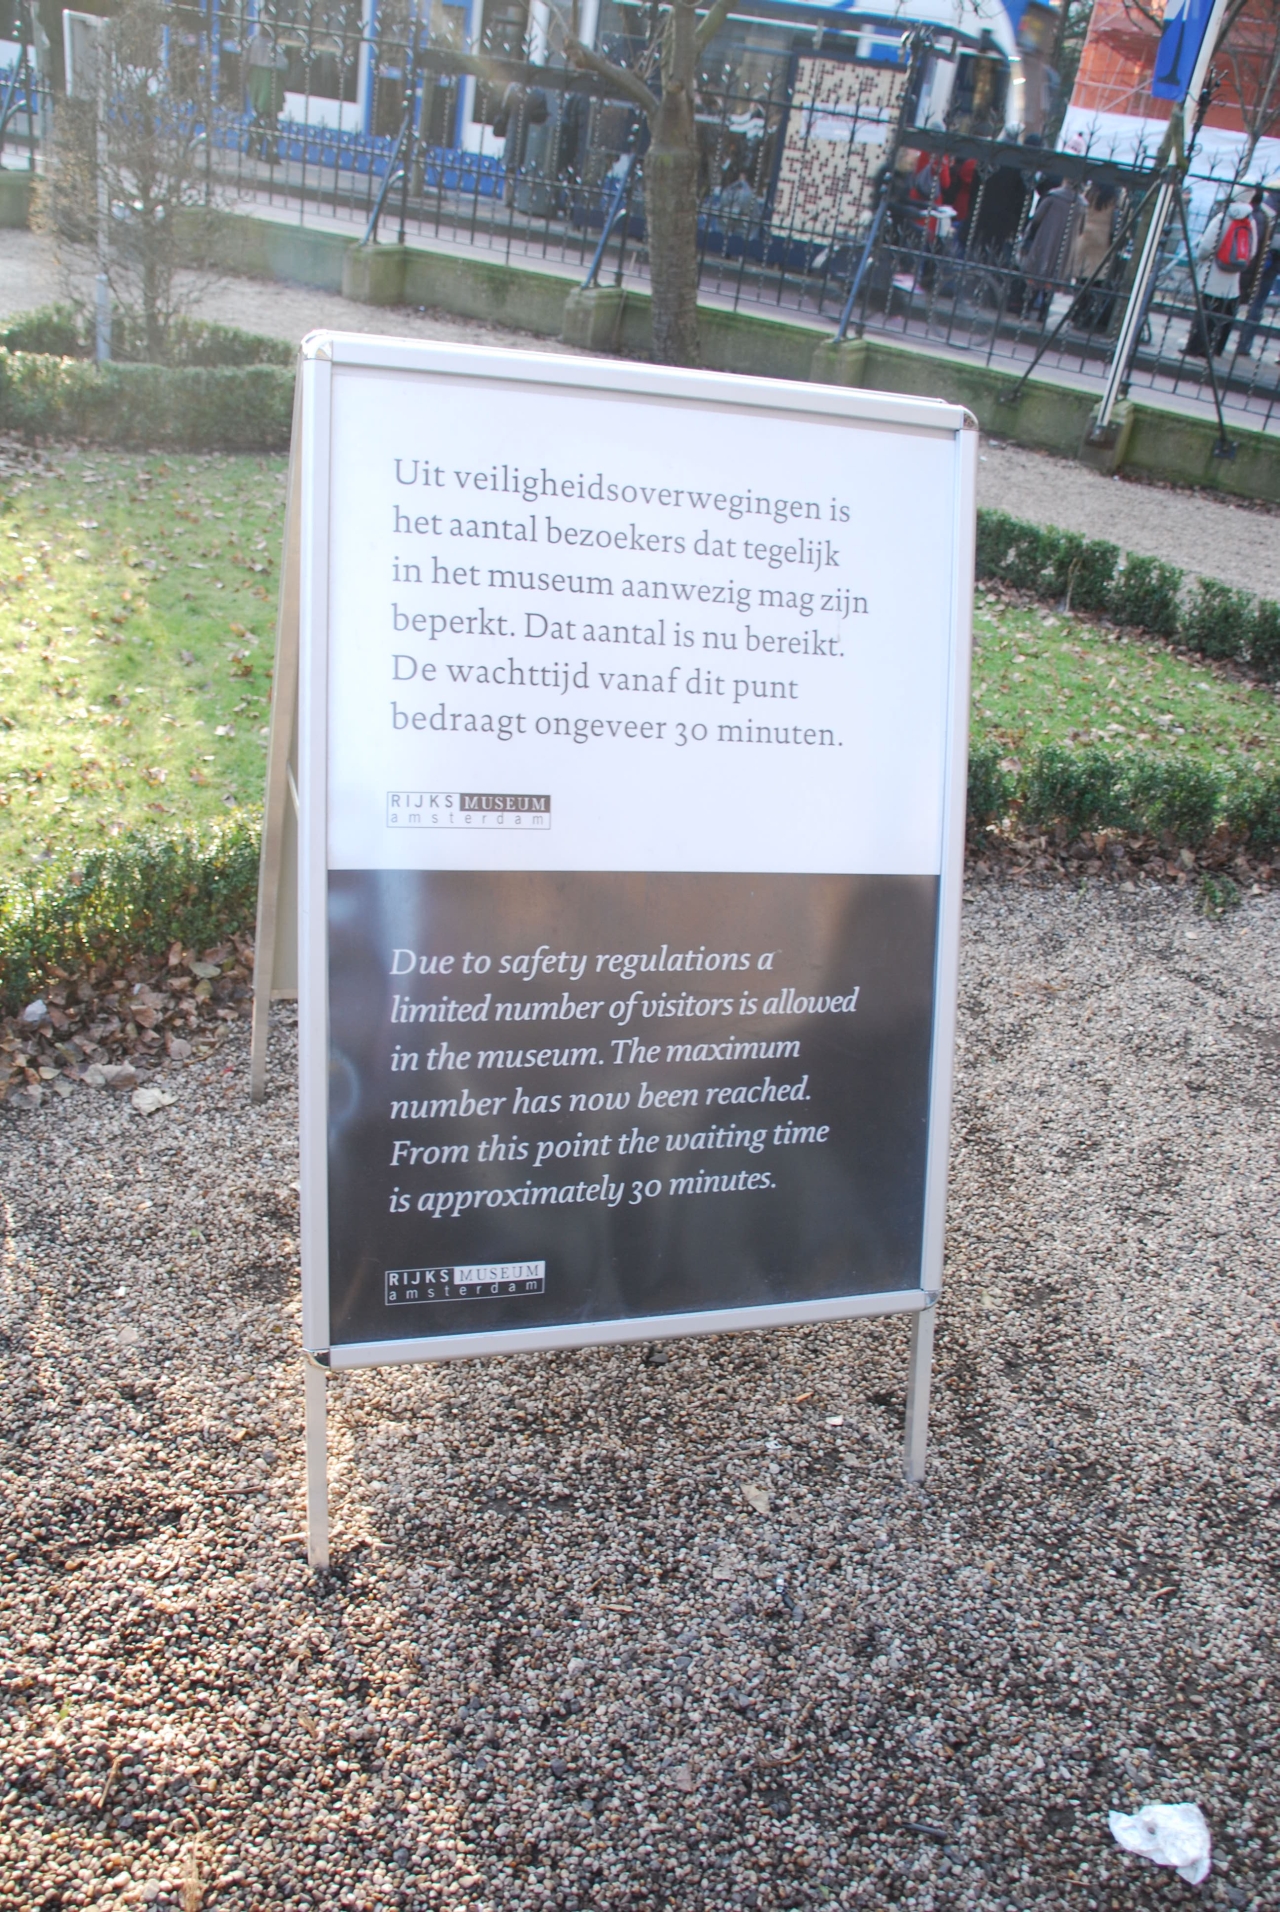 Uit veiligheidsoverwegingen is
het aantal bezoekers dat tegelijk
in het museum aanwezig mag zijn
beperkt. Dat aantal is nu bereikt.
De wachttijd vanaf dit punt
bedraagt ongeveer 30 minuten.
RIJKS MUSEUM
amsterdam
Due to safety regulations a
limited number of visitors is allowed
in the museum. The maximum
number has now been reached.
From this point the waiting time
is approximately 30 minutes.
RIJKS MUSEUM
amsterdam